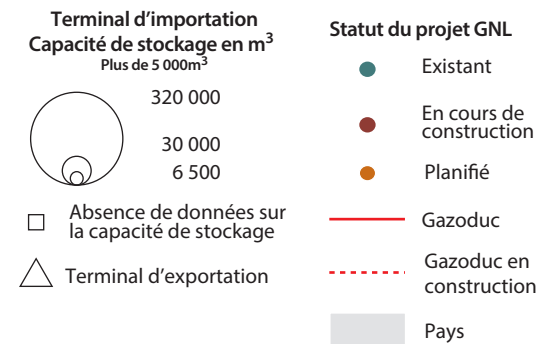 Terminal d’importation
Capacité de stockage en m³
Plus de 5 000m³
320 000
30 000
6 500
Absence de données sur
la capacité de stockage
Terminal d’exportation
Statut du projet GNL
Existant
En cours de
construction
Planifié
Gazoduc
Gazoduc en
construction
Pays